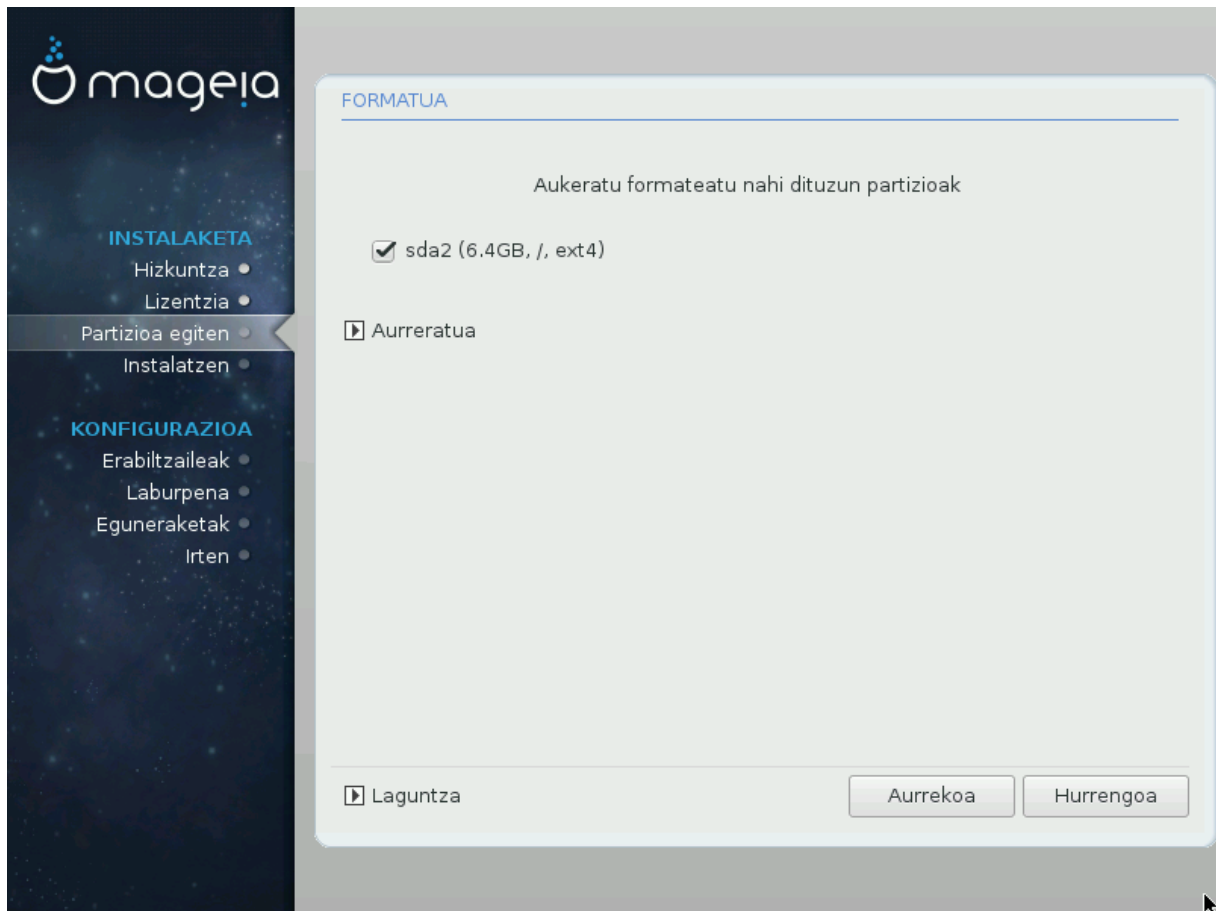 mageia
INSTALAKETA
Hizkuntza
Lizentzia
Partizioa egiten
Instalatzen
KONFIGURAZIOA
Erabiltzaileak
Laburpena
Eguneraketak
Irten
FORMATUA
Aukeratu formateatu nahi dituzun partizioak
sda2 (6.4GB, /, ext4)
Aurreratua
Laguntza
Aurrekoa
Hurrengoa